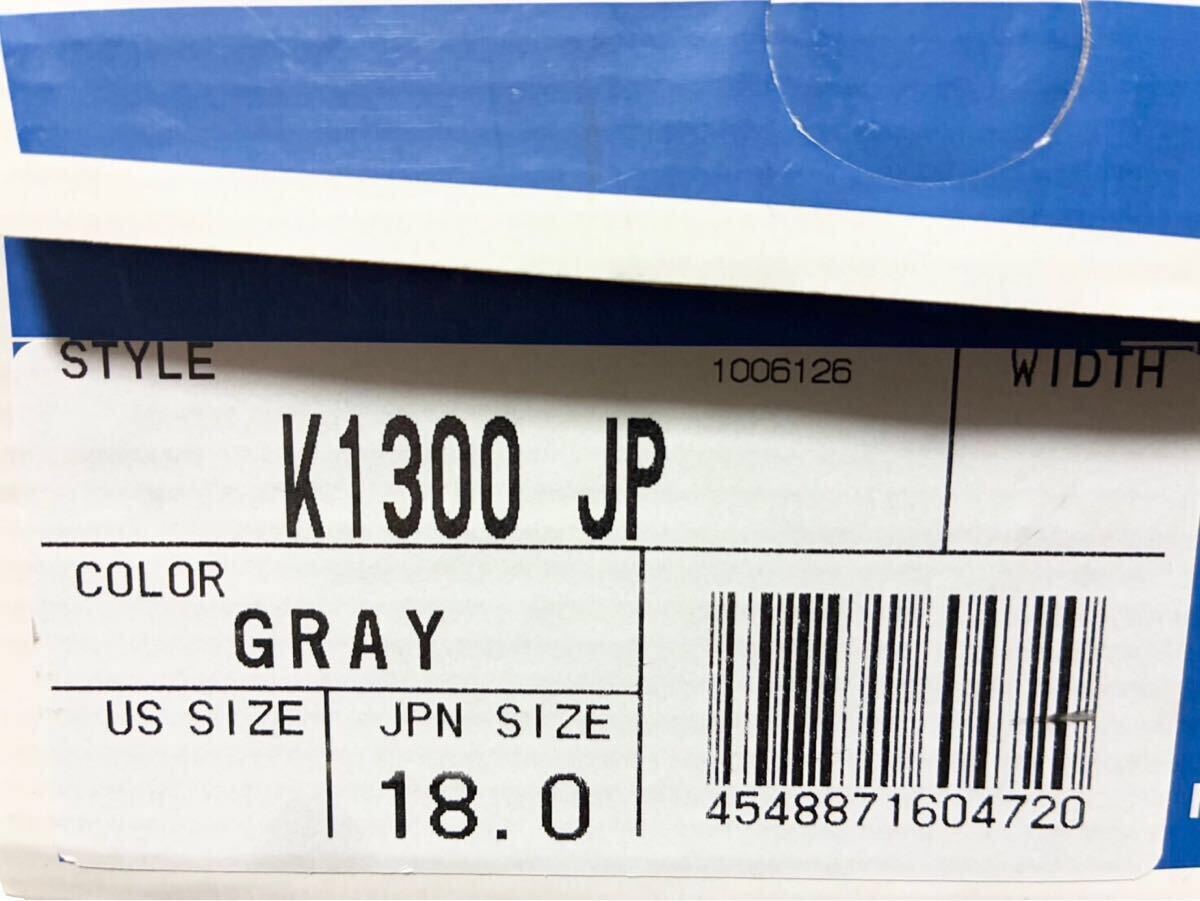 STYLE 1006126 WIDTH
K1300 JP
COLOR
GRAY
US SIZE JPN SIZE
18.0
4548871604720